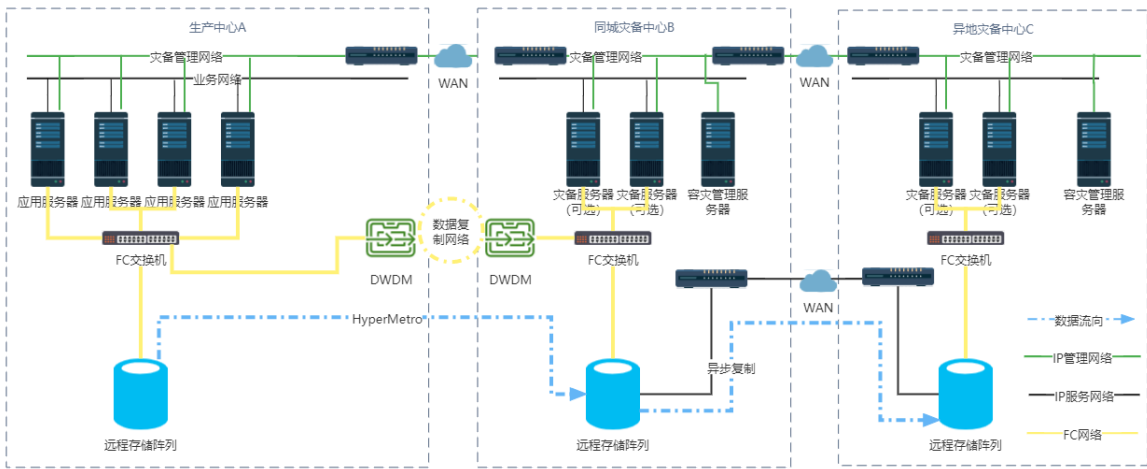 生产中心A
同城灾备中心B
异地灾备中心C
灾备管理网络
WAN
灾备管理网络
WAN
灾备管理网络
业务网络
应用服务器
应用服务器
应用服务器
应用服务器
灾备服务器
(可选)
灾备服务器
(可选)
容灾管理服
务器
灾备服务器
(可选)
灾备服务器
(可选)
容灾管理服
务器
数据复
制网络
FC交换机
DWDM
DWDM
FC交换机
FC交换机
WAN
HyperMetro
异步复制
数据流向
IP管理网络
IP服务网络
FC网络
远程存储阵列
远程存储阵列
远程存储阵列